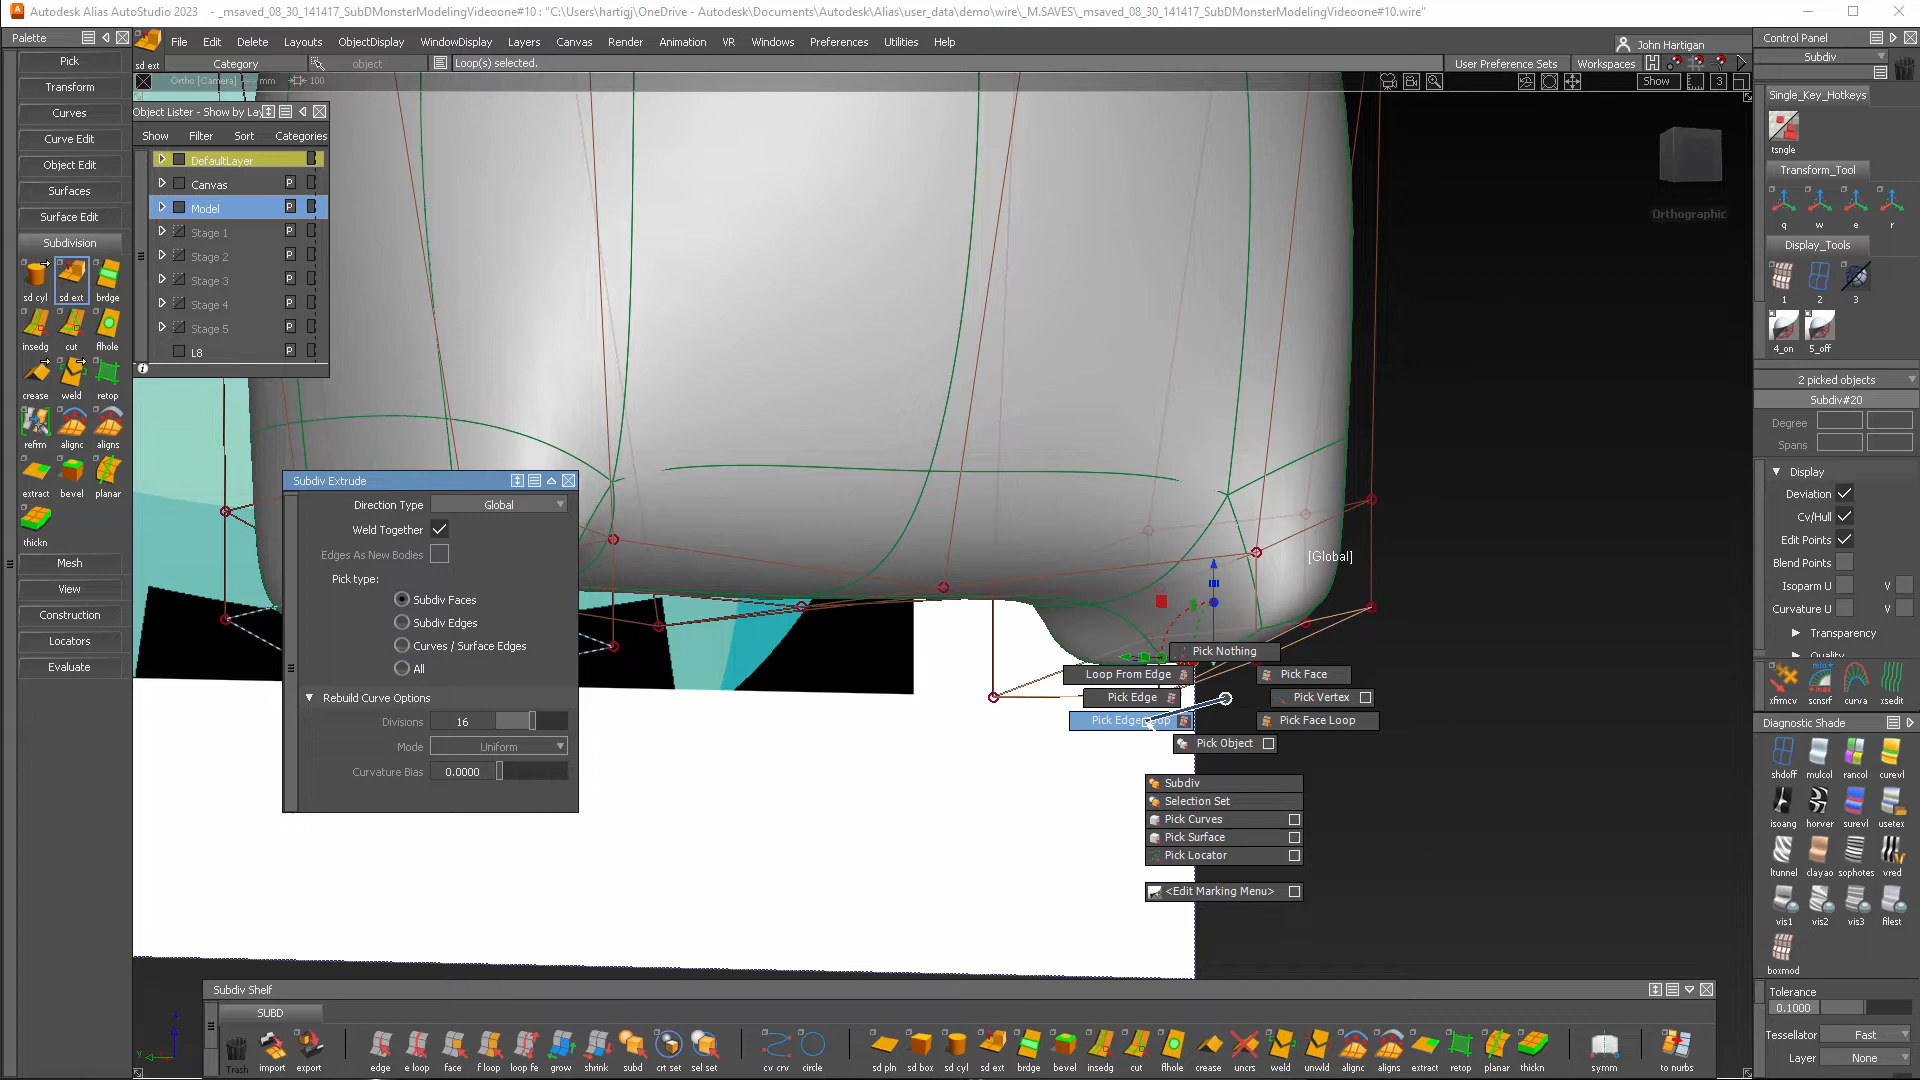 Autodesk Alias AutoStudio 2023 - _msaved_08_30_141417_SubDMonsterModelingVideoone#10 : "C:\Users\hartigj\OneDrive - Autodesk\Documents\Autodesk\Alias\user_data\demo\wire\_M.SAVES\_msaved_08_30_141417_SubDMonsterModelingVideoone#10.wire"
Palette
File Edit Delete Layouts ObjectDisplay WindowDisplay Layers Canvas Render Animation VR Windows Preferences Utilities Help
John Hartigan
Control Panel
sd ext
Category
object
Loop(s) selected.
User Preference Sets
Workspaces
Subdiv
Ortho [Camera] mm 100
Show
3
Pick
Transform
Curves
Curve Edit
Object Edit
Surfaces
Surface Edit
Subdivision
sd cyl sd ext brdge
insedg cut flhole
crease weld retop
refrm alignc aligns
extract bevel planar
thickn
Mesh
View
Construction
Locators
Evaluate
Object Lister - Show by Lay
Show Filter Sort Categories
DefaultLayer
Canvas P
Model P
Stage 1 P
Stage 2 P
Stage 3 P
Stage 4 P
Stage 5 P
L8 P
Subdiv Extrude
Direction Type Global
Weld Together
Edges As New Bodies
Pick type:
Subdiv Faces
Subdiv Edges
Curves / Surface Edges
All
Rebuild Curve Options
Divisions 16
Mode Uniform
Curvature Bias 0.0000
Orthographic
[Global]
Pick Nothing
Loop From Edge
Pick Face
Pick Edge
Pick Vertex
Pick Edge Loop
Pick Face Loop
Pick Object
Subdiv
Selection Set
Pick Curves
Pick Surface
Pick Locator
<Edit Marking Menu>
Single_Key_Hotkeys
tsngle
Transform_Tool
q w e r
Display_Tools
1 2 3
4_on 5_off
2 picked objects
Subdiv#20
Degree
Spans
Display
Deviation
Cv/Hull
Edit Points
Blend Points
Isoparm U V
Curvature U V
Transparency
Quality
xfrmcv scnsrf curva xsedit
Diagnostic Shade
shdoff mulcol rancol curevl
isoang horver surevl usetex
ltunnel clayao sophotes vred
vis1 vis2 vis3 filest
boxmod
Tolerance
0.1000
Tessellator Fast
Layer None
Subdiv Shelf
SUBD
Trash import export edge e loop face f loop loop fe grow shrink subd crt set sel set cv crv circle sd pln sd box sd cyl sd ext brdge bevel insedg cut flhole crease uncrs weld unweld alignc aligns extract retop planar thickn symm to nurbs